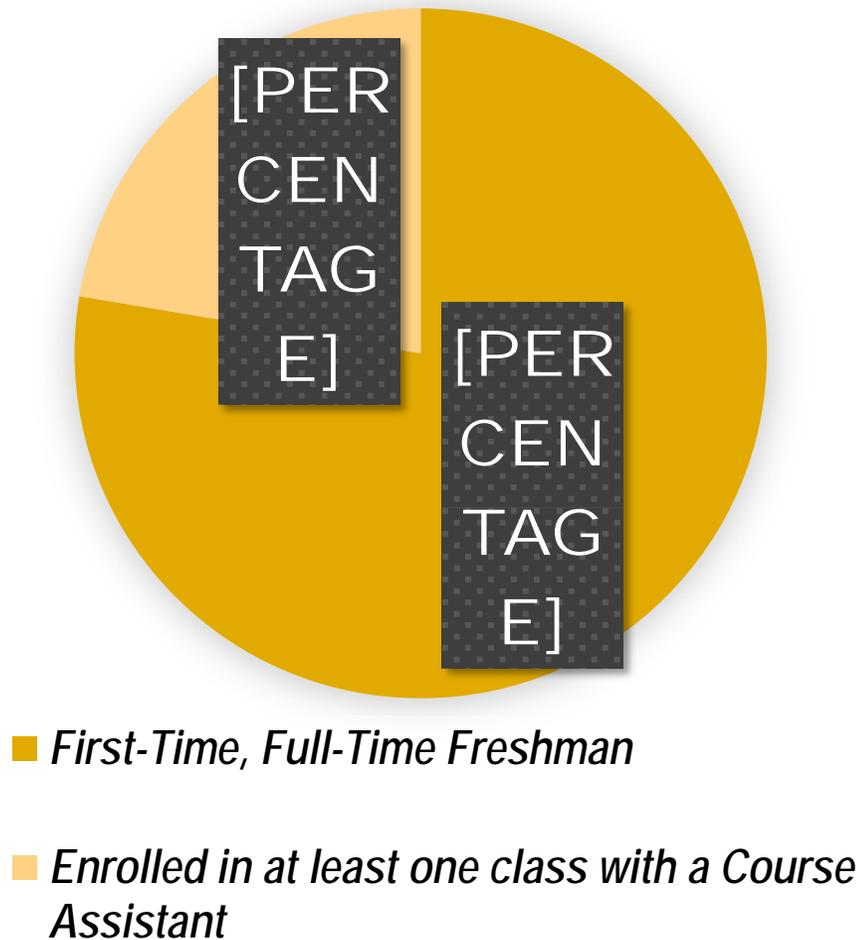 [PER
CEN
TAG
E]
[PER
CEN
TAG
E]
First-Time, Full-Time Freshman
Enrolled in at least one class with a Course
Assistant